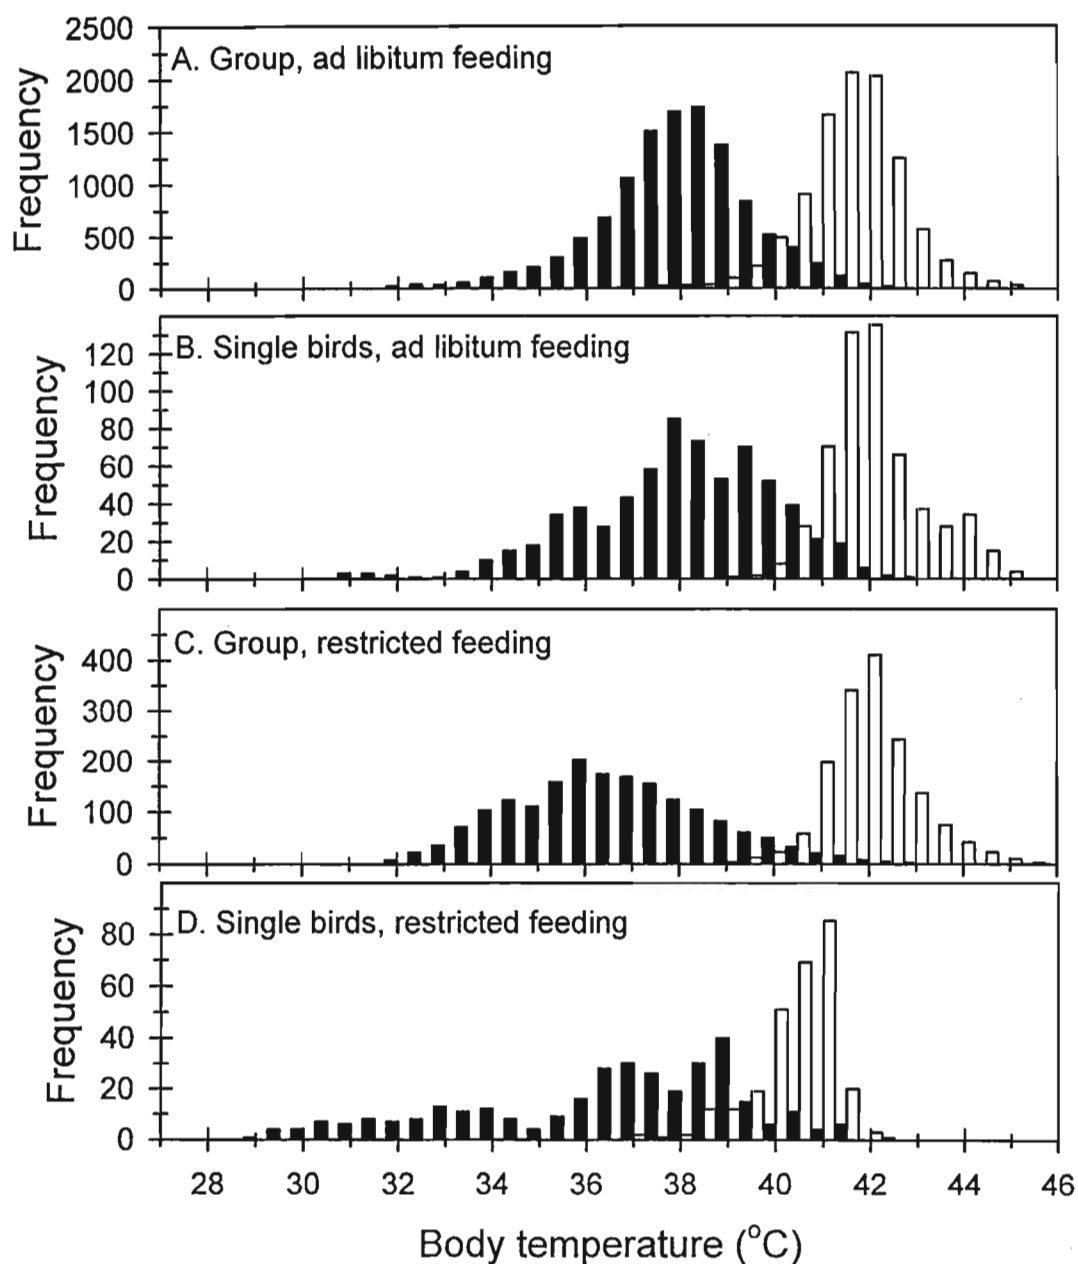 2500
A. Group, ad libitum feeding
2000
1500
1000
500
0
Frequency
B. Single birds, ad libitum feeding
120
100
80
60
40
20
0
Frequency
C. Group, restricted feeding
400
300
200
100
0
Frequency
D. Single birds, restricted feeding
80
60
40
20
0
Frequency
28 30 32 34 36 38 40 42 44 46
Body temperature (°C)